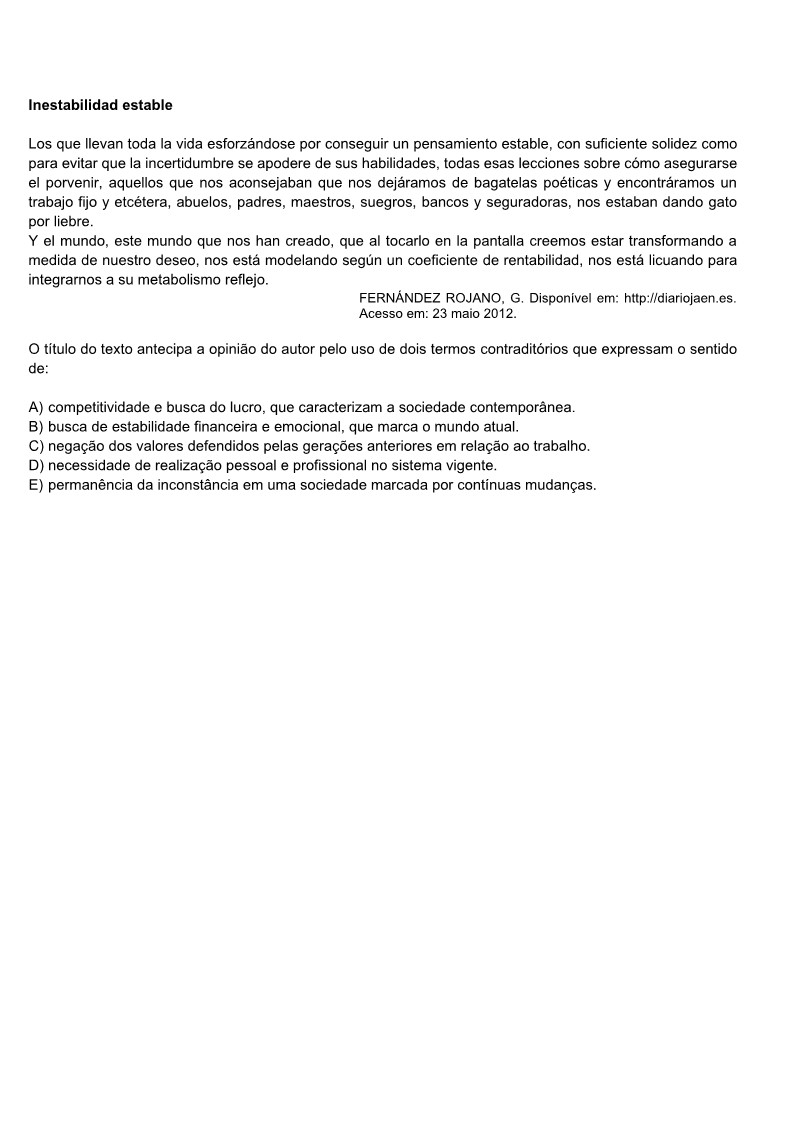 Inestabilidad estable
Los que llevan toda la vida esforzándose por conseguir un pensamiento estable, con suficiente solidez como
para evitar que la incertidumbre se apodere de sus habilidades, todas esas lecciones sobre cómo asegurarse
el porvenir, aquellos que nos aconsejaban que nos dejáramos de bagatelas poéticas y encontráramos un
trabajo fijo y etcétera, abuelos, padres, maestros, suegros, bancos y seguradoras, nos estaban dando gato
por liebre.
Y el mundo, este mundo que nos han creado, que al tocarlo en la pantalla creemos estar transformando a
medida de nuestro deseo, nos está modelando según un coeficiente de rentabilidad, nos está licuando para
integrarnos a su metabolismo reflejo.
FERNÁNDEZ ROJANO, G. Disponível em: http://diariojaen.es.
Acesso em: 23 maio 2012.
O título do texto antecipa a opinião do autor pelo uso de dois termos contraditórios que expressam o sentido
de:
A) competitividade e busca do lucro, que caracterizam a sociedade contemporânea.
B) busca de estabilidade financeira e emocional, que marca o mundo atual.
C) negação dos valores defendidos pelas gerações anteriores em relação ao trabalho.
D) necessidade de realização pessoal e profissional no sistema vigente.
E) permanência da inconstância em uma sociedade marcada por contínuas mudanças.